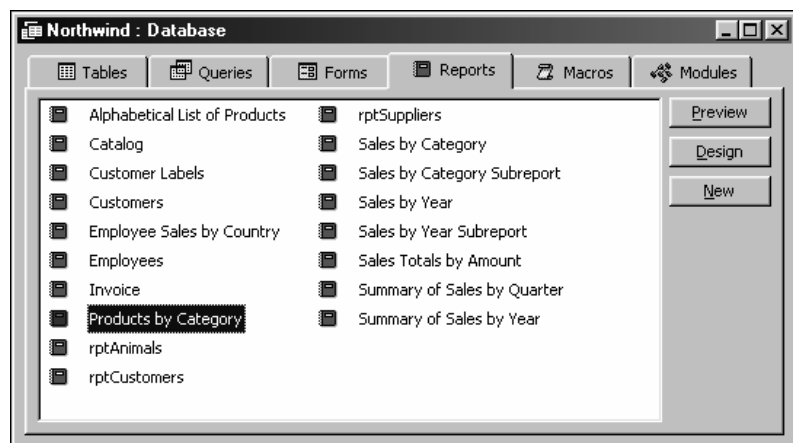 Northwind : Database
Tables Queries Forms Reports Macros Modules
Alphabetical List of Products
Catalog
Customer Labels
Customers
Employee Sales by Country
Employees
Invoice
Products by Category
rptAnimals
rptCustomers
rptSuppliers
Sales by Category
Sales by Category Subreport
Sales by Year
Sales by Year Subreport
Sales Totals by Amount
Summary of Sales by Quarter
Summary of Sales by Year
Preview
Design
New